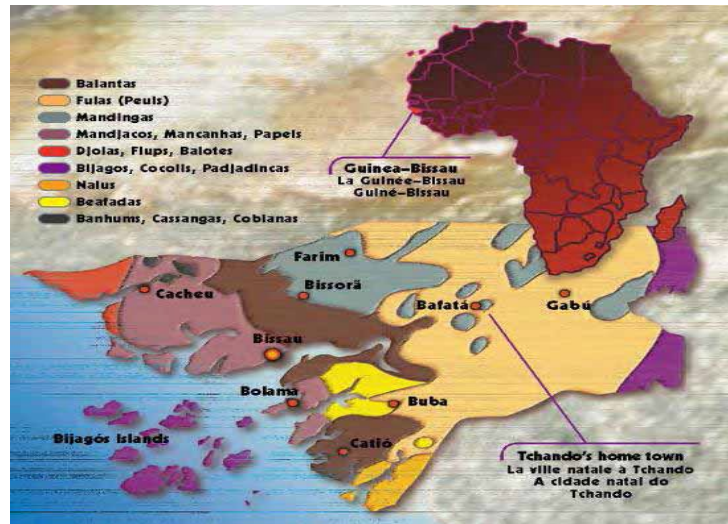 Balantas
Fulas (Peuls)
Mandingas
Mandjacos, Mancanhas, Papeis
Djolas, Flups, Baiotes
Bijagos, Cocolis, Padjadincas
Nalus
Beafadas
Banhums, Cassangas, Cobianas
Guinea-Bissau
La Guinée-Bissau
Guiné-Bissau
Farim
Cacheu
Bissorã
Bafatá
Gabú
Bissau
Bolama
Buba
Bijagós Islands
Catió
Tchando's home town
La ville natale à Tchando
A cidade natal do
Tchando